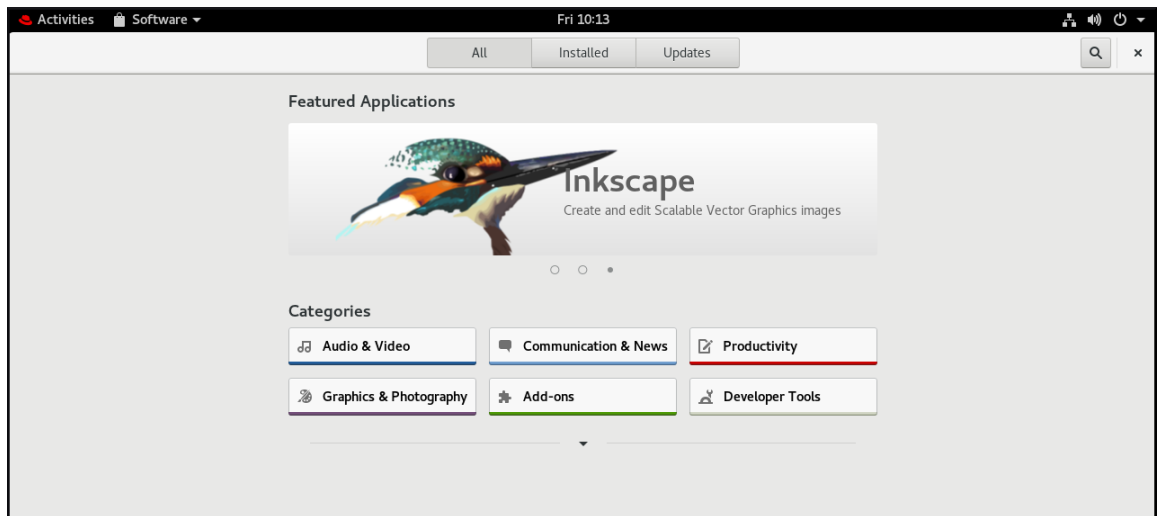 Activities Software Fri 10:13
All Installed Updates
Featured Applications
Inkscape
Create and edit Scalable Vector Graphics images
Categories
Audio & Video Communication & News Productivity
Graphics & Photography Add-ons Developer Tools